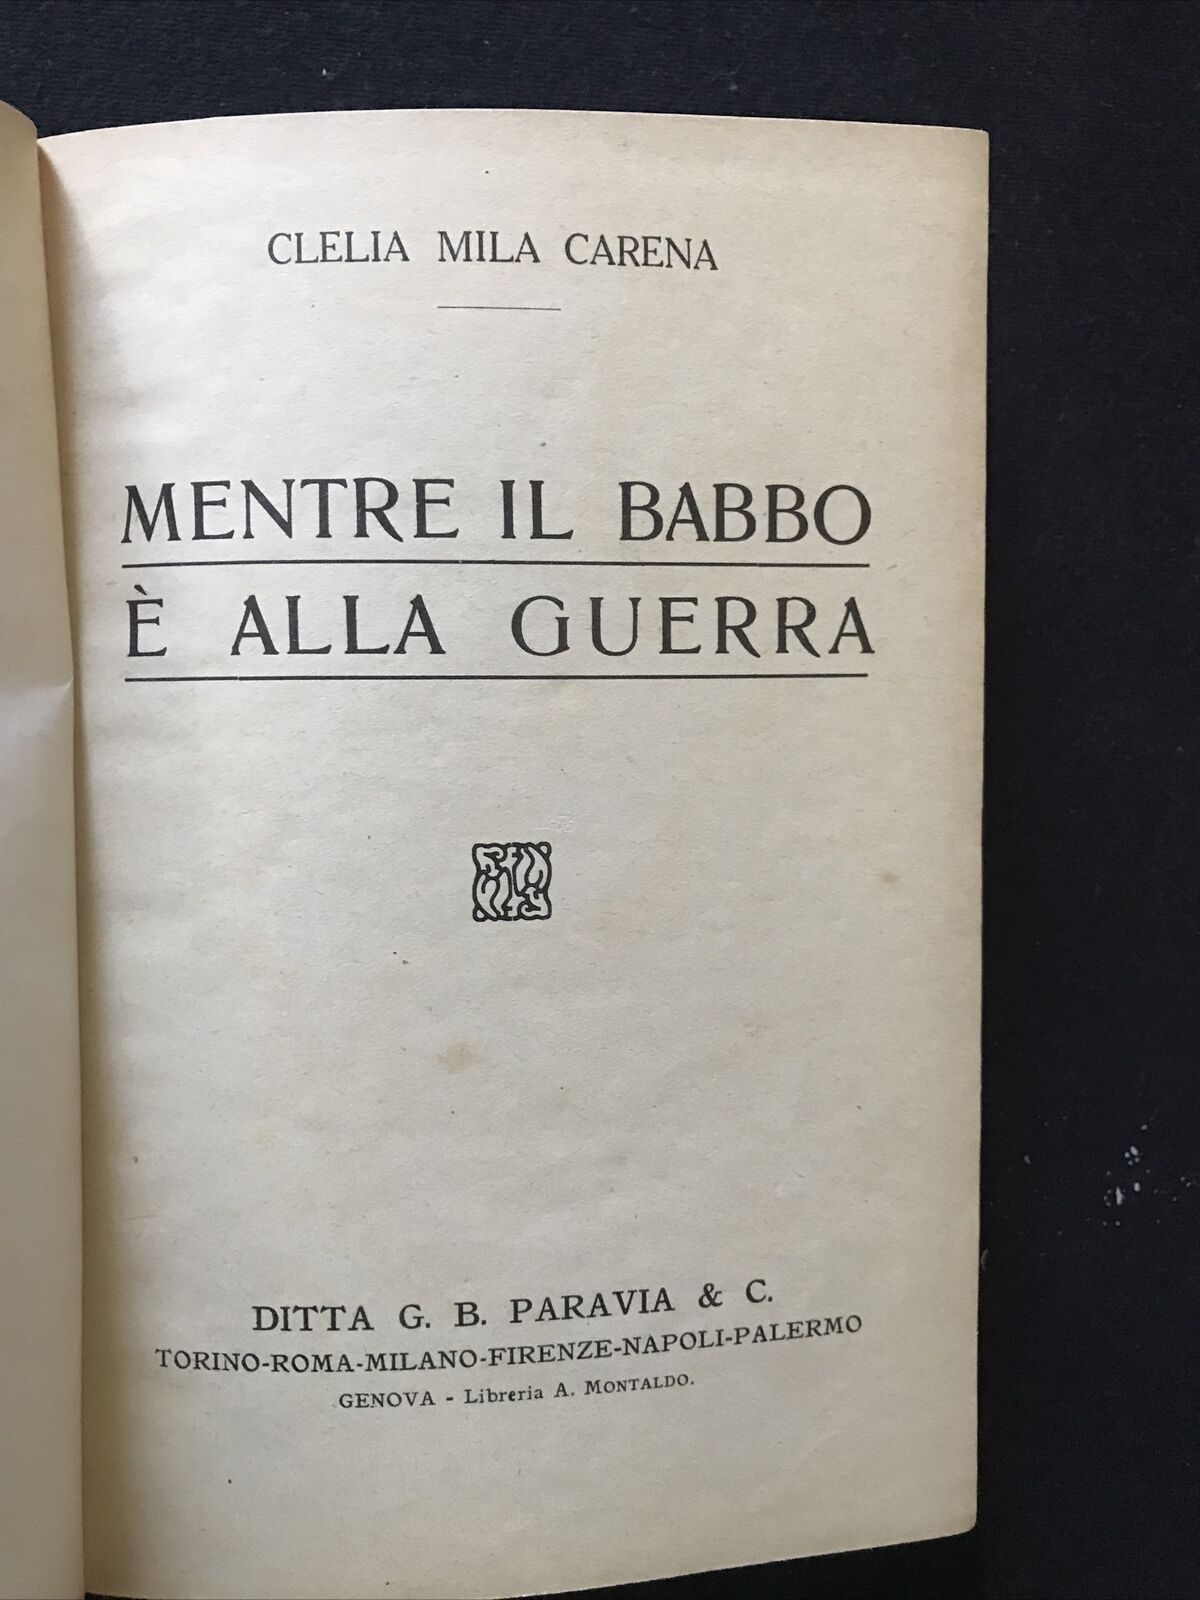 CLELIA MILA CARENA
MENTRE IL BABBO
È ALLA GUERRA
DITTA G. B. PARAVIA & C.
TORINO-ROMA-MILANO-FIRENZE-NAPOLI-PALERMO
GENOVA - Libreria A. MONTALDO.